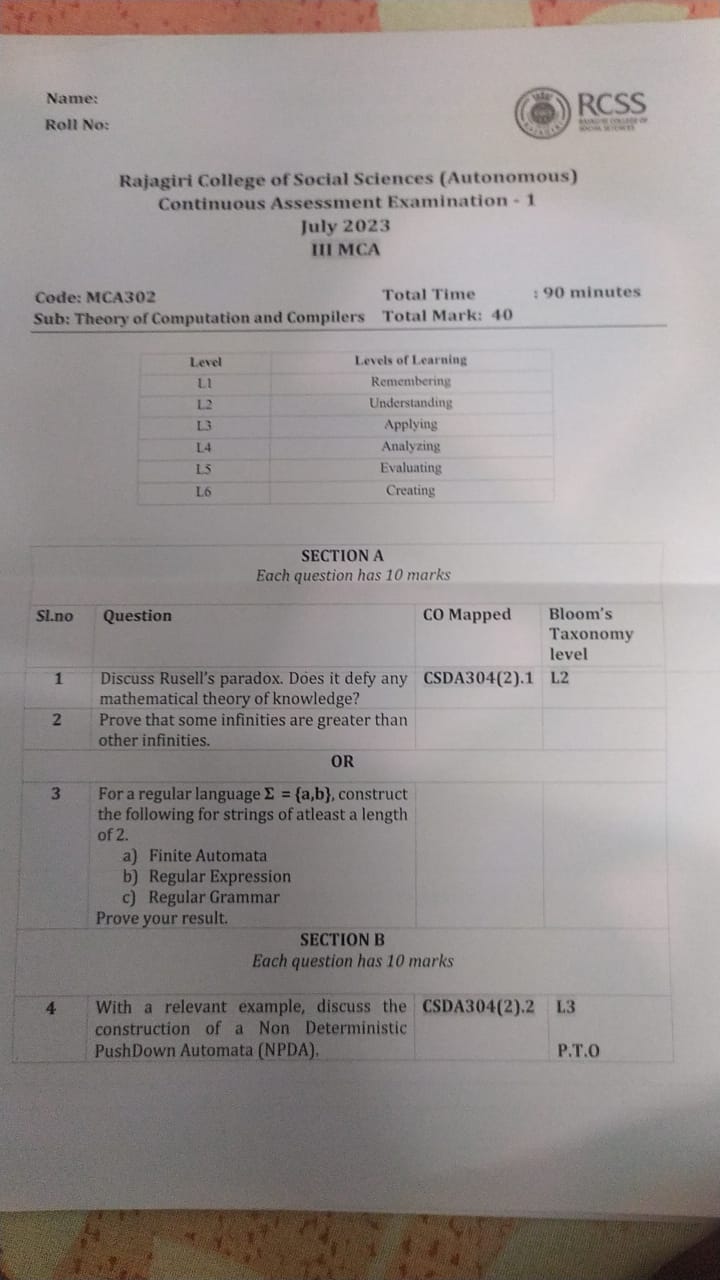 Name:
RCSS
RAJAGIRI COLLEGE OF
SOCIAL SCIENCES
Roll No:
Rajagiri College of Social Sciences (Autonomous)
Continuous Assessment Examination - 1
July 2023
III MCA
Code: MCA302 Total Time : 90 minutes
Sub: Theory of Computation and Compilers Total Mark: 40
Level Levels of Learning
L1 Remembering
L2 Understanding
L3 Applying
L4 Analyzing
L5 Evaluating
L6 Creating
SECTION A
Each question has 10 marks
Sl.no Question CO Mapped Bloom's
Taxonomy
level
1 Discuss Rusell's paradox. Does it defy any CSDA304(2).1 L2
mathematical theory of knowledge?
2 Prove that some infinities are greater than
other infinities.
OR
3 For a regular language Σ = {a,b}, construct
the following for strings of atleast a length
of 2.
a) Finite Automata
b) Regular Expression
c) Regular Grammar
Prove your result.
SECTION B
Each question has 10 marks
4 With a relevant example, discuss the CSDA304(2).2 L3
construction of a Non Deterministic
PushDown Automata (NPDA). P.T.O